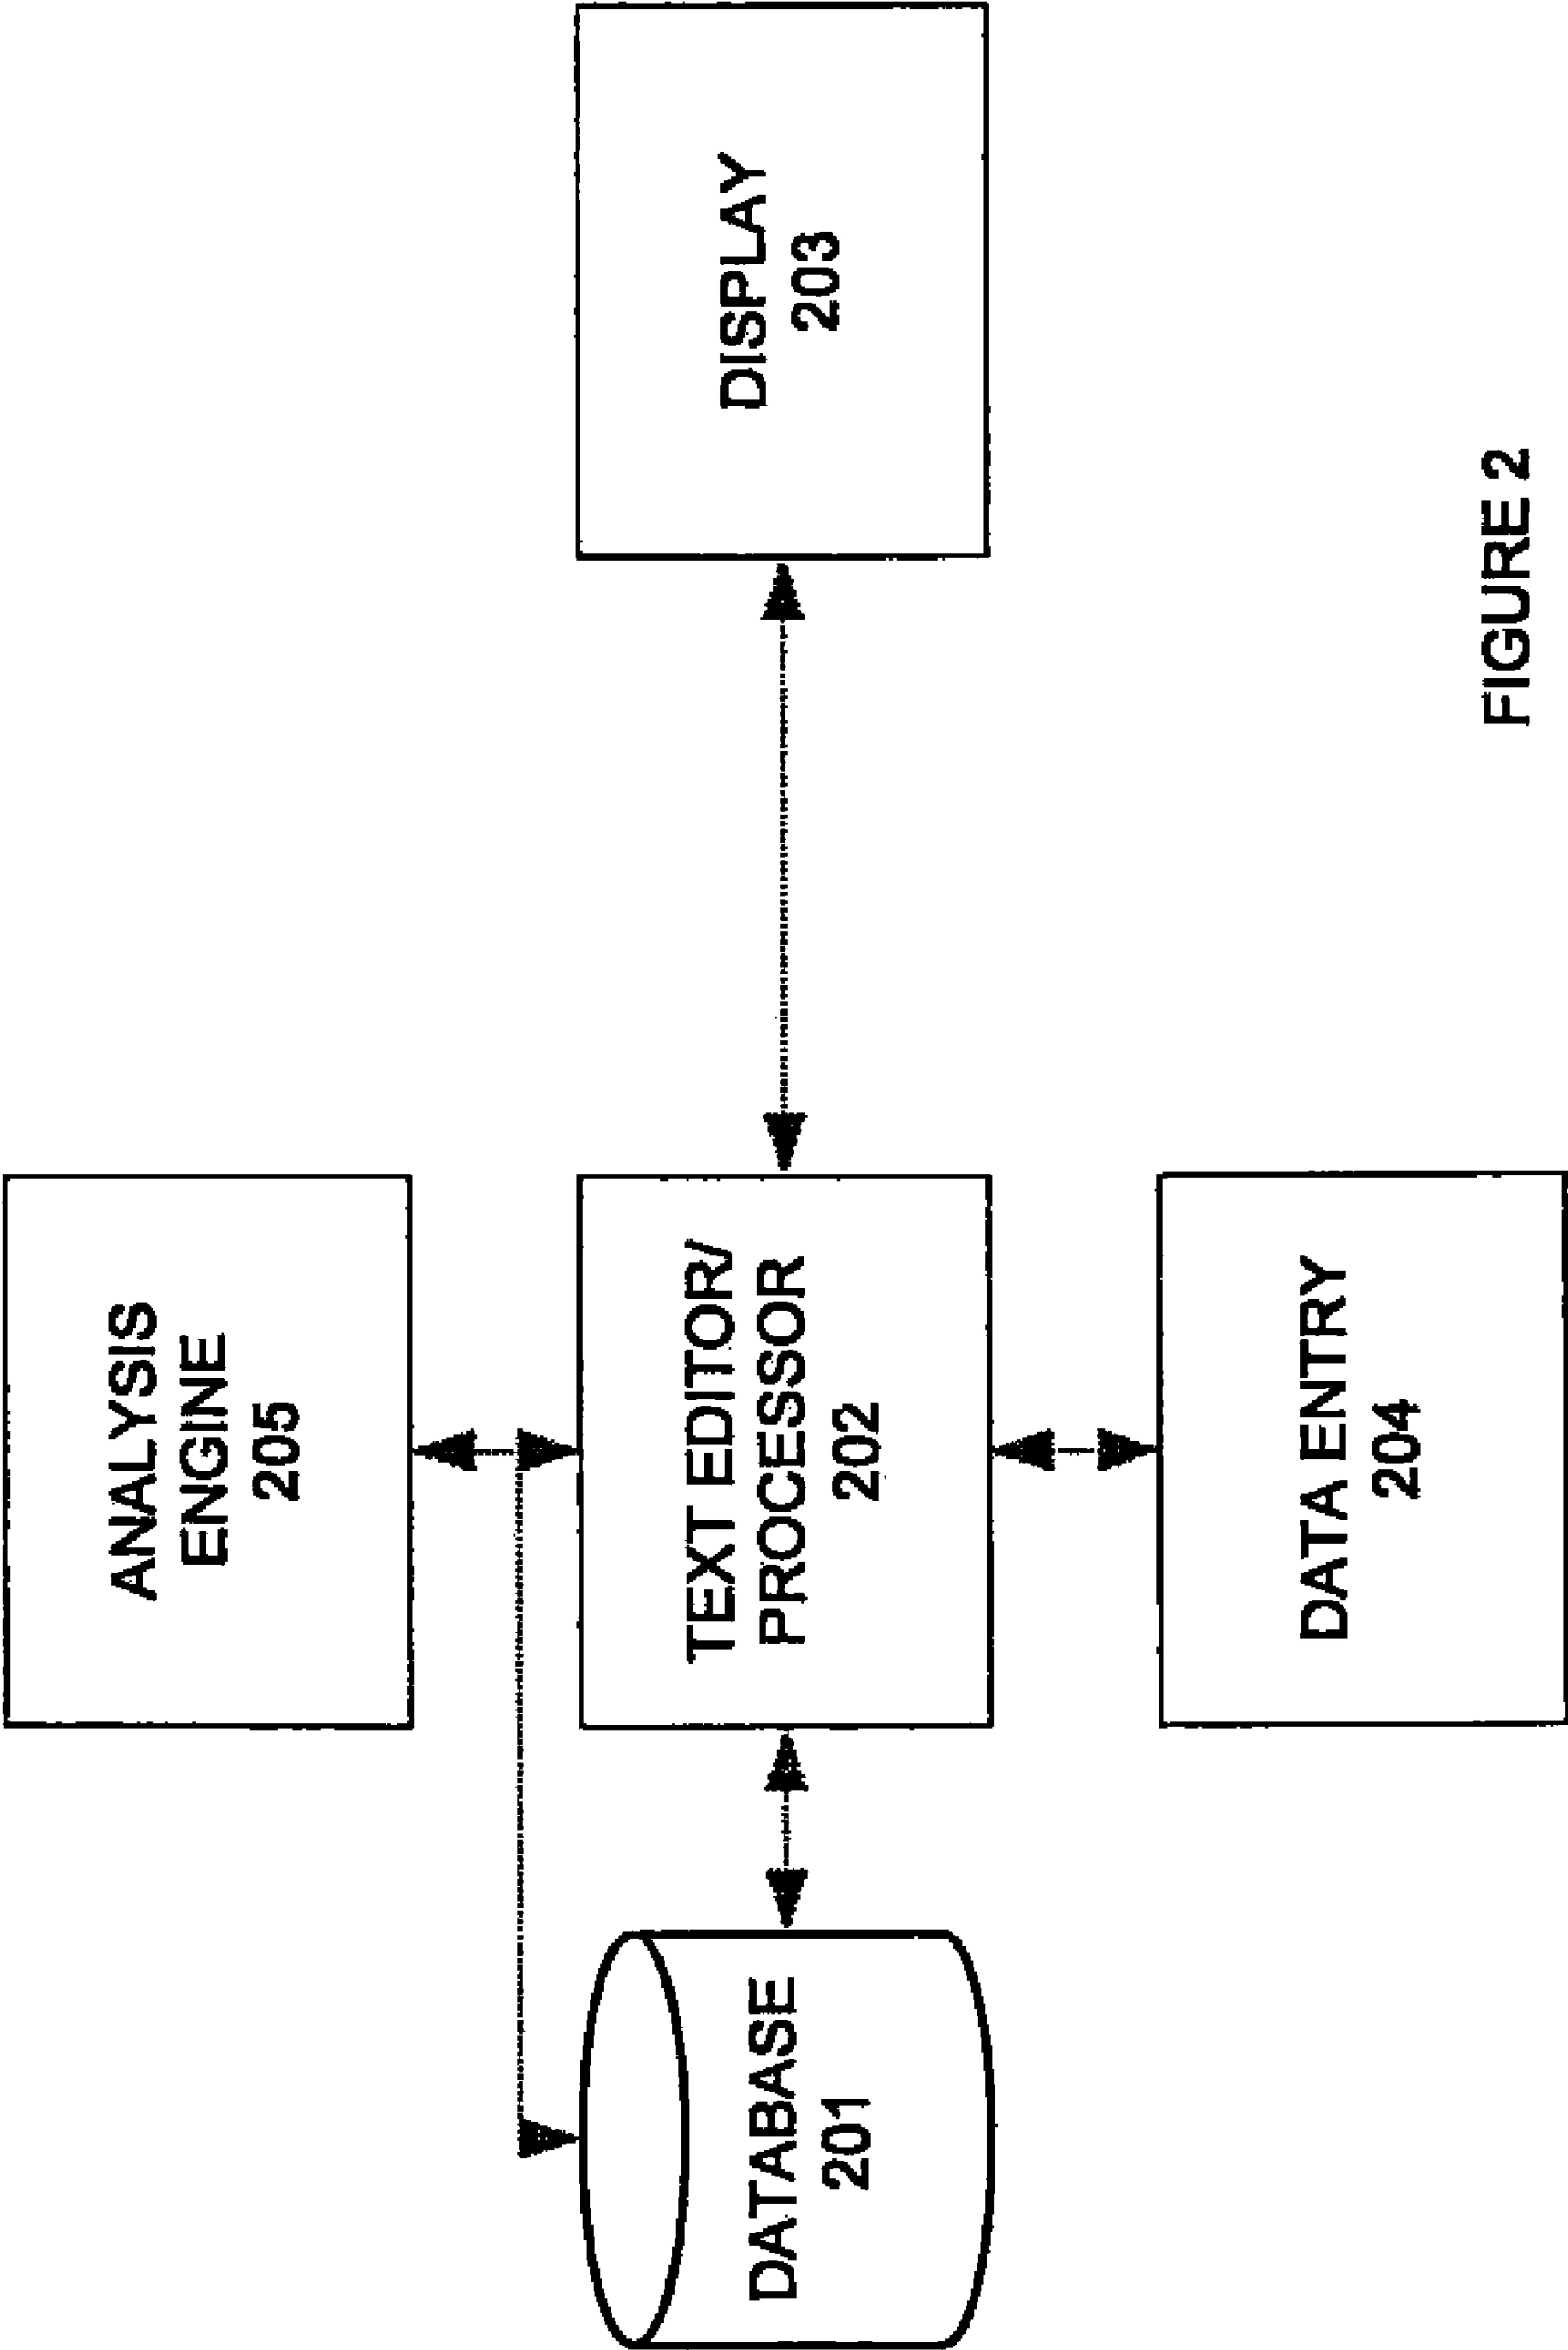 ANALYSIS
ENGINE
205
DATABASE
201
TEXT EDITOR/
PROCESSOR
202
DISPLAY
203
DATA ENTRY
204
FIGURE 2